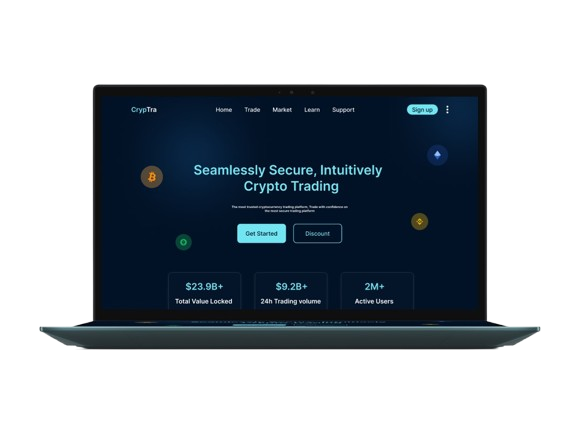 CrypTra
Home Trade Market Learn Support
Sign up
Seamlessly Secure, Intuitively
Crypto Trading
The most trusted cryptocurrency trading platform, Trade with confidence on
the most secure trading platform
Get Started
Discount
$23.9B+
Total Value Locked
$9.2B+
24h Trading volume
2M+
Active Users